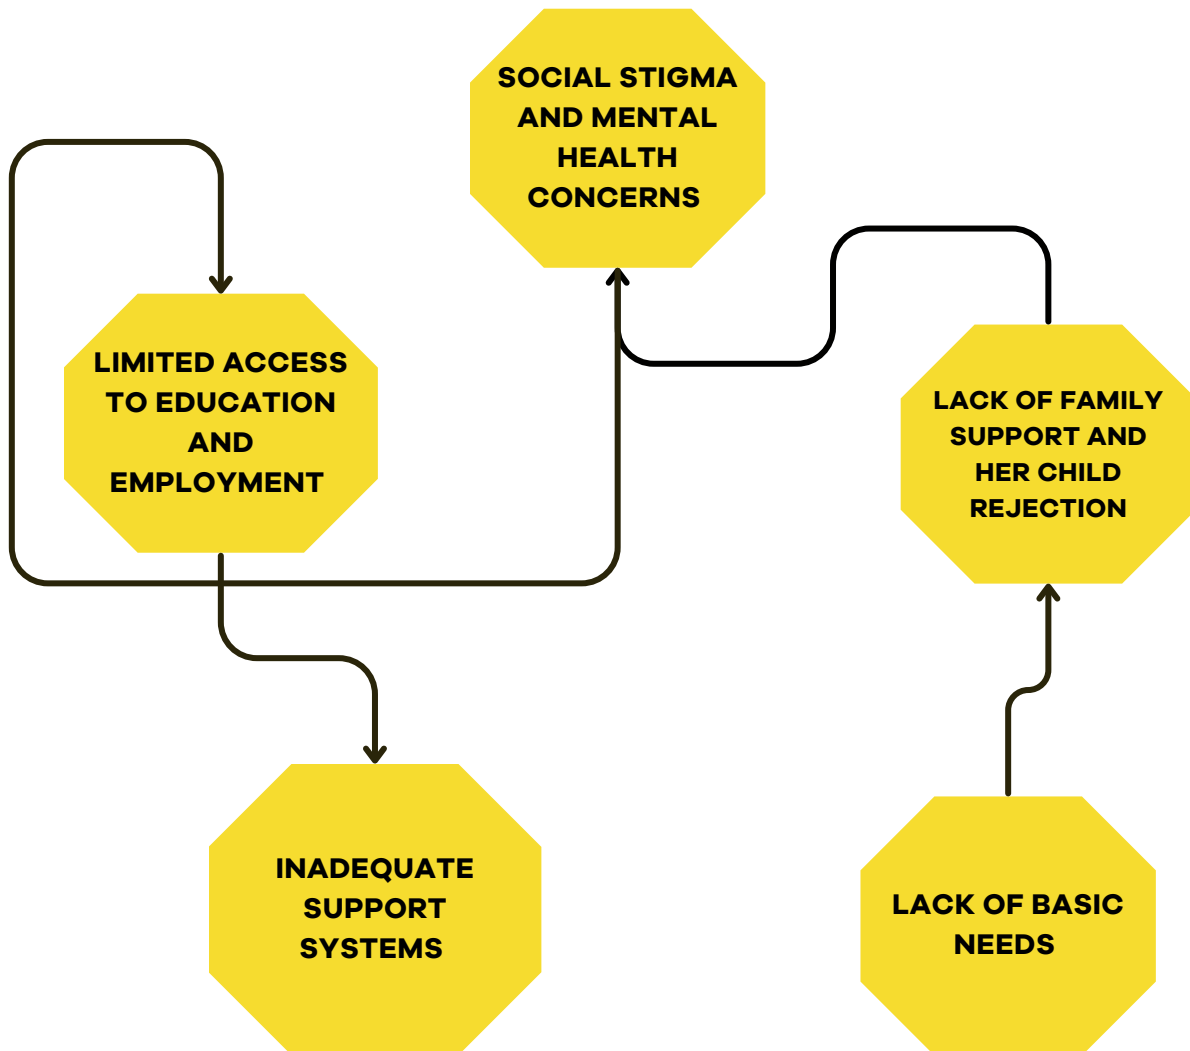 SOCIAL STIGMA
AND MENTAL
HEALTH
CONCERNS
LIMITED ACCESS
TO EDUCATION
AND
EMPLOYMENT
LACK OF FAMILY
SUPPORT AND
HER CHILD
REJECTION
INADEQUATE
SUPPORT
SYSTEMS
LACK OF BASIC
NEEDS